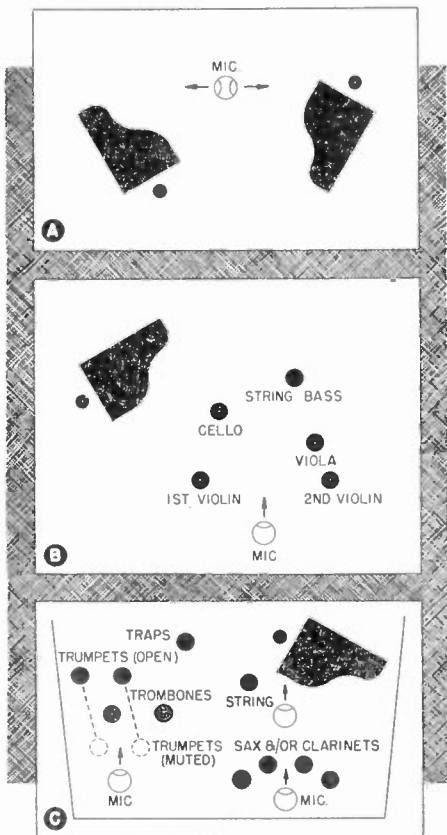 MIC.
A
STRING BASS
CELLO
VIOLA
1ST. VIOLIN
2ND VIOLIN
MIC
B
TRAPS
TRUMPETS (OPEN)
TROMBONES
STRING
TRUMPETS
(MUTED)
SAX &/OR CLARINETS
MIC
MIC.
C